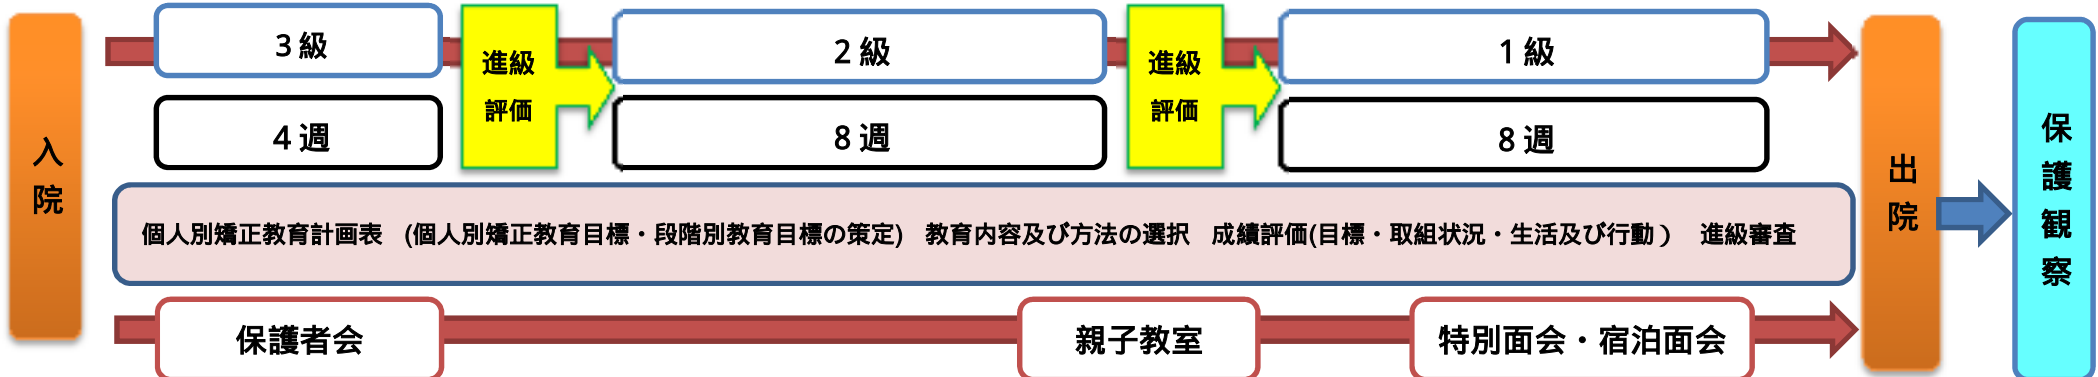 入院
3級
進級
評価
2級
進級
評価
1級
4週
8週
8週
個人別矯正教育計画表　(個人別矯正教育目標・段階別教育目標の策定)　教育内容及び方法の選択　成績評価(目標・取組状況・生活及び行動）　進級審査
保護者会
親子教室
特別面会・宿泊面会
出院
保護観察